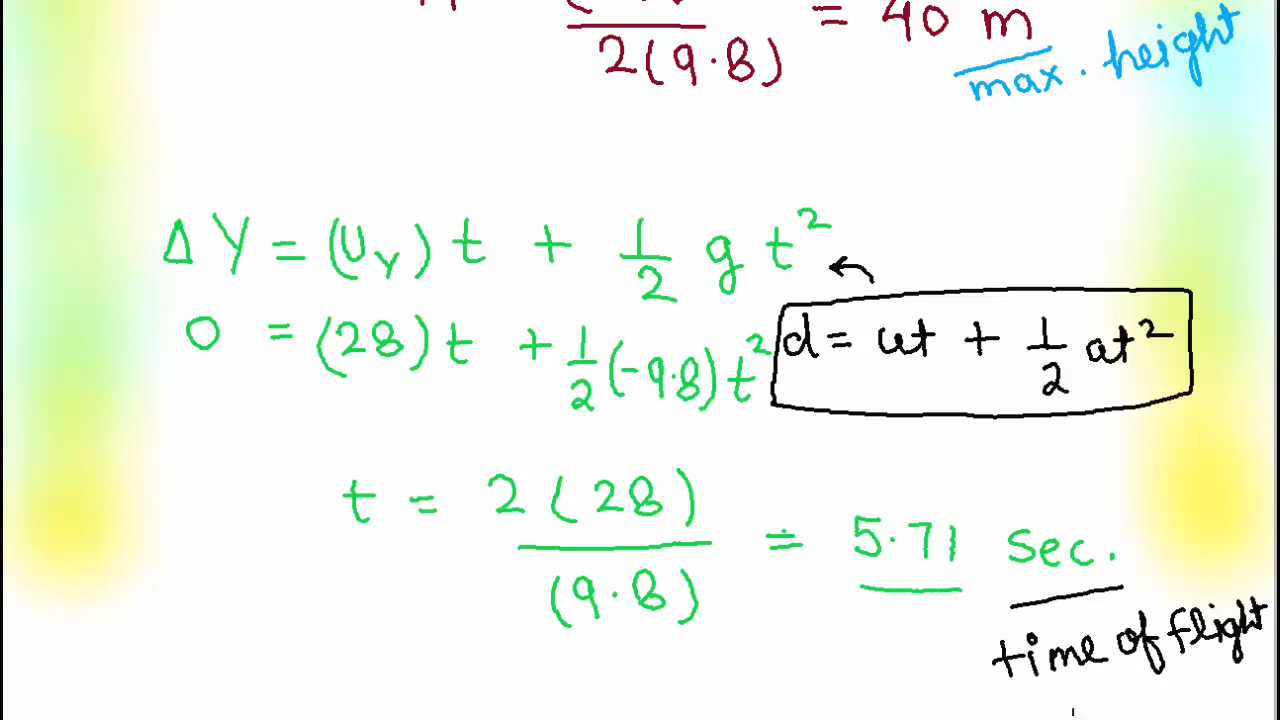 = 40 m
2(9.8)
max. height
Δ Y = (U_Y) t + 1/2 g t²
0 = (28) t + 1/2 (-9.8) t²
d = ut + 1/2 at²
t = 2(28)/(9.8) = 5.71 sec.
time of flight